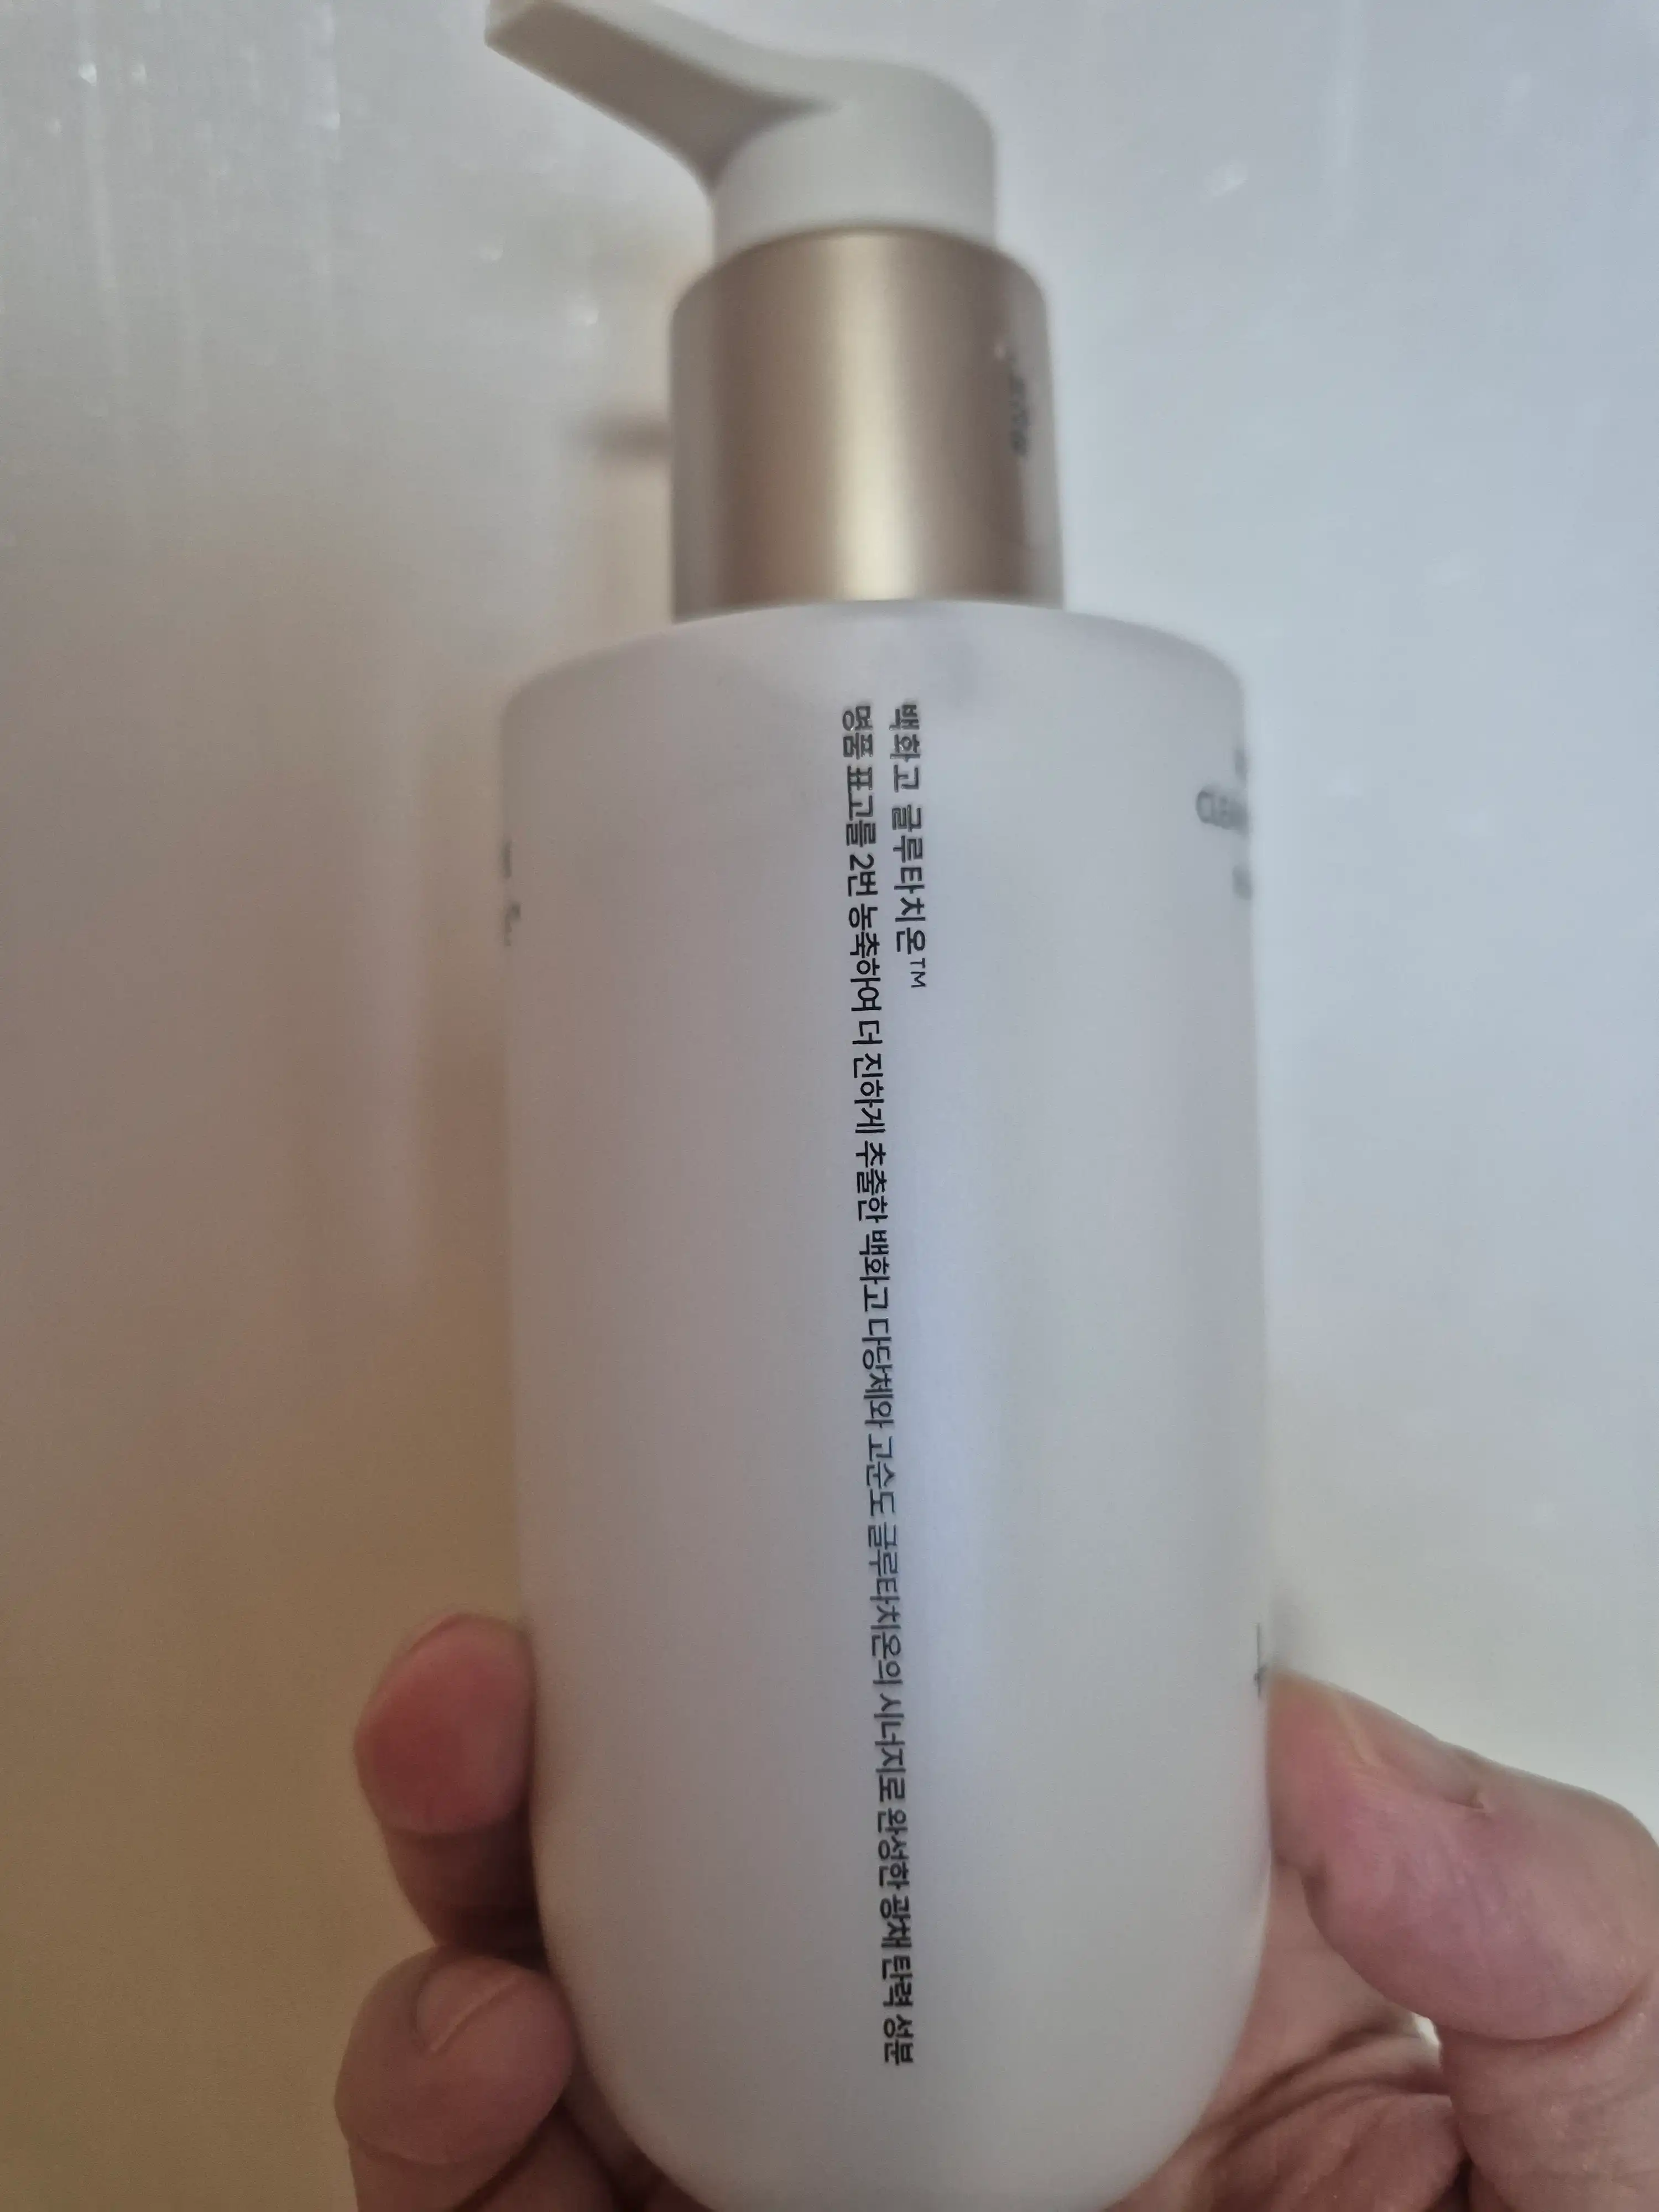 백화고 글루타치온™
명품 표고를 2번 농축하여 더 진하게 추출한 백화고 다당체와 고순도 글루타치온의 시너지로 완성한 광채 탄력 성분